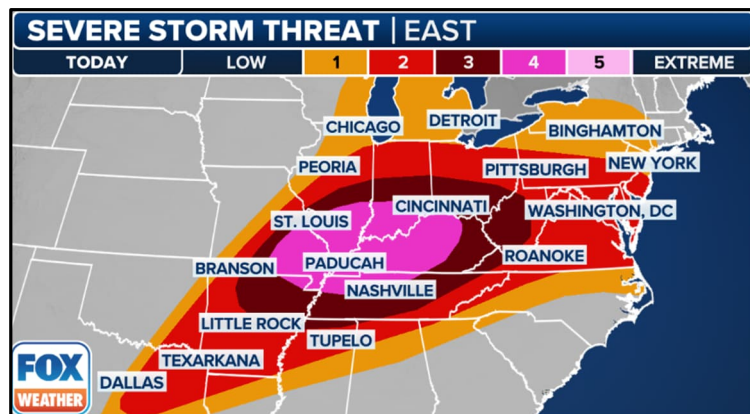 SEVERE STORM THREAT | EAST
TODAY LOW 1 2 3 4 5 EXTREME
CHICAGO
DETROIT
BINGHAMTON
PEORIA
PITTSBURGH
NEW YORK
ST. LOUIS
CINCINNATI
WASHINGTON, DC
BRANSON
PADUCAH
ROANOKE
NASHVILLE
LITTLE ROCK
TUPELO
TEXARKANA
DALLAS
FOX
WEATHER